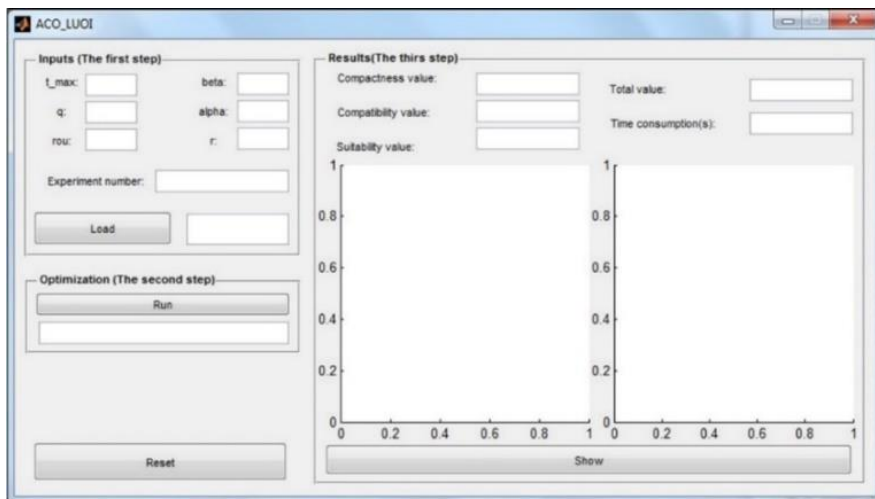 ACO_LUOI
Inputs (The first step)
t_max:
beta:
q:
alpha:
rou:
r:
Experiment number:
Load
Optimization (The second step)
Run
Reset
Results(The thirs step)
Compactness value:
Total value:
Compatibility value:
Time consumption(s):
Suitability value:
1
0.8
0.6
0.4
0.2
0
0 0.2 0.4 0.6 0.8 1
1
0.8
0.6
0.4
0.2
0
0 0.2 0.4 0.6 0.8 1
Show